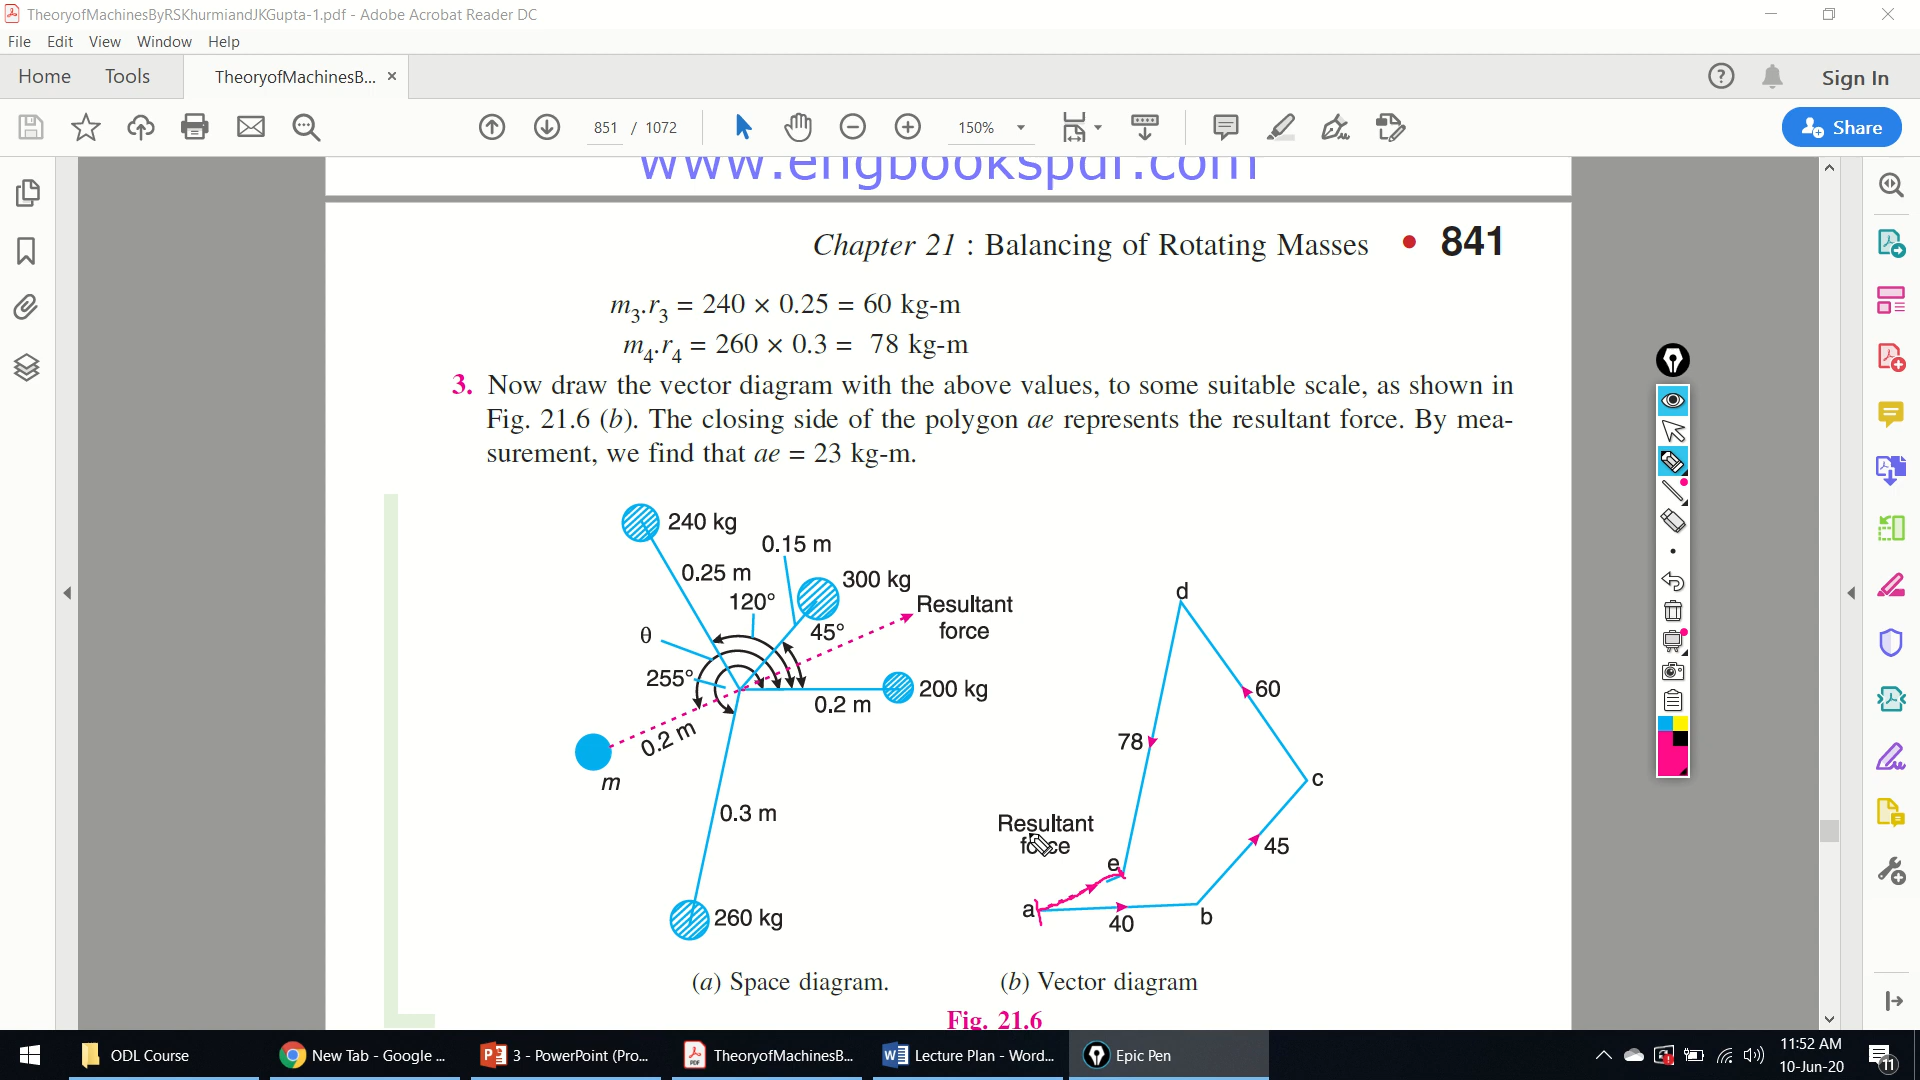 TheoryofMachinesByRSKhurmiandJKGupta-1.pdf - Adobe Acrobat Reader DC
File Edit View Window Help
Home Tools TheoryofMachinesB... × Sign In
851 / 1072 150% Share
www.engbookspdf.com
Chapter 21 : Balancing of Rotating Masses • 841
m3.r3 = 240 × 0.25 = 60 kg-m
m4.r4 = 260 × 0.3 = 78 kg-m
3. Now draw the vector diagram with the above values, to some suitable scale, as shown in
Fig. 21.6 (b). The closing side of the polygon ae represents the resultant force. By mea-
surement, we find that ae = 23 kg-m.
240 kg
0.15 m
0.25 m
300 kg
120°
Resultant
force
θ
45°
255°
200 kg
0.2 m
0.2 m
m
0.3 m
260 kg
d
60
78
c
Resultant
force
45
e
a
b
40
(a) Space diagram. (b) Vector diagram
Fig. 21.6
ODL Course New Tab - Google ... 3 - PowerPoint (Pro... TheoryofMachinesB... Lecture Plan - Word... Epic Pen
11:52 AM
10-Jun-20
11